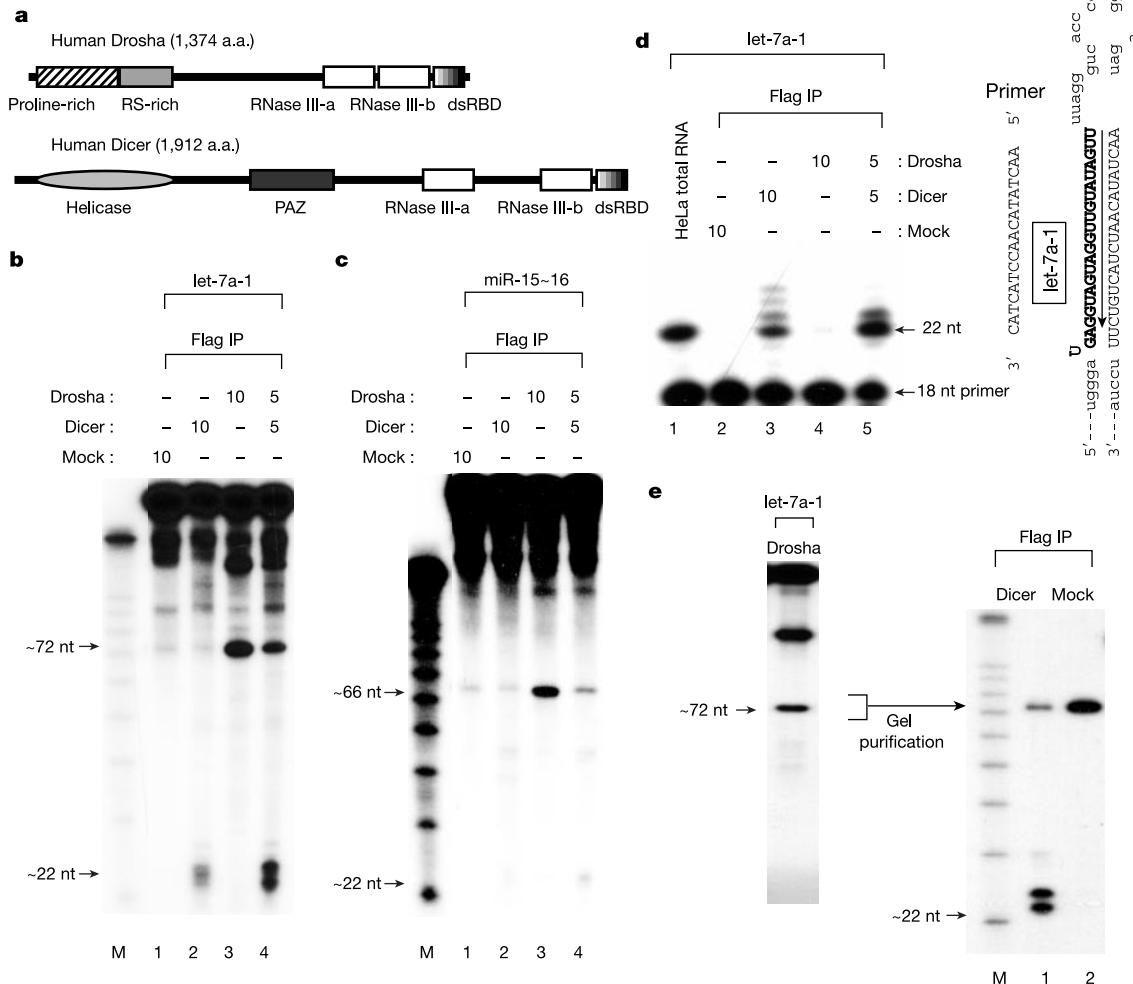 a
Human Drosha (1,374 a.a.)
Proline-rich RS-rich RNase III-a RNase III-b dsRBD
Human Dicer (1,912 a.a.)
Helicase PAZ RNase III-a RNase III-b dsRBD
b
let-7a-1
Flag IP
Drosha : – – 10 5
Dicer : – 10 – 5
Mock : 10 – – –
~72 nt
~22 nt
M 1 2 3 4
c
miR-15~16
Flag IP
– – 10 5
– 10 – 5
10 – – –
~66 nt
~22 nt
M 1 2 3 4
d
let-7a-1
Flag IP
HeLa total RNA
– – 10 5 : Drosha
– 10 – 5 : Dicer
10 – – – : Mock
22 nt
18 nt primer
1 2 3 4 5
Primer
3' CATCATCCAACATATCAA 5'
let-7a-1
5'---uggga U GAGGUAGUAGGUUGUAUAGUU uuagg guc acc
3'---auccu UUCUGUCAUCUAACAUAUCAA uag
e
let-7a-1
Drosha
~72 nt
Gel
purification
Flag IP
Dicer Mock
~22 nt
M 1 2